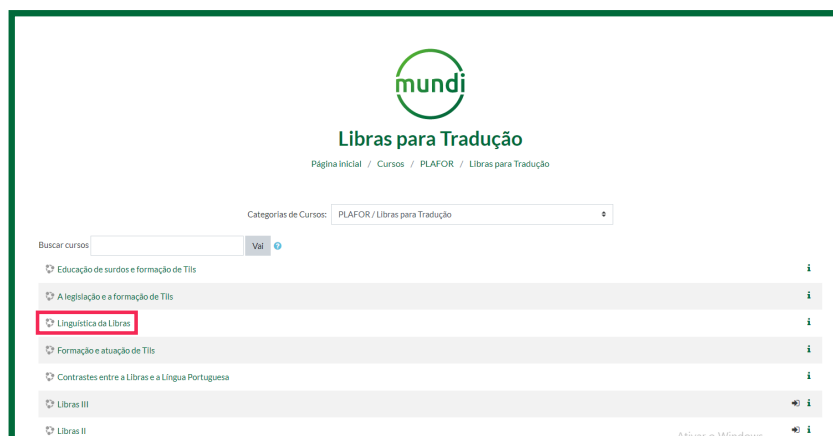 mundi
Libras para Tradução
Página inicial / Cursos / PLAFOR / Libras para Tradução
Categorias de Cursos: PLAFOR / Libras para Tradução
Buscar cursos Vai
Educação de surdos e formação de Tils
A legislação e a formação de Tils
Linguística da Libras
Formação e atuação de Tils
Contrastes entre a Libras e a Língua Portuguesa
Libras III
Libras II
Ativar o Windows